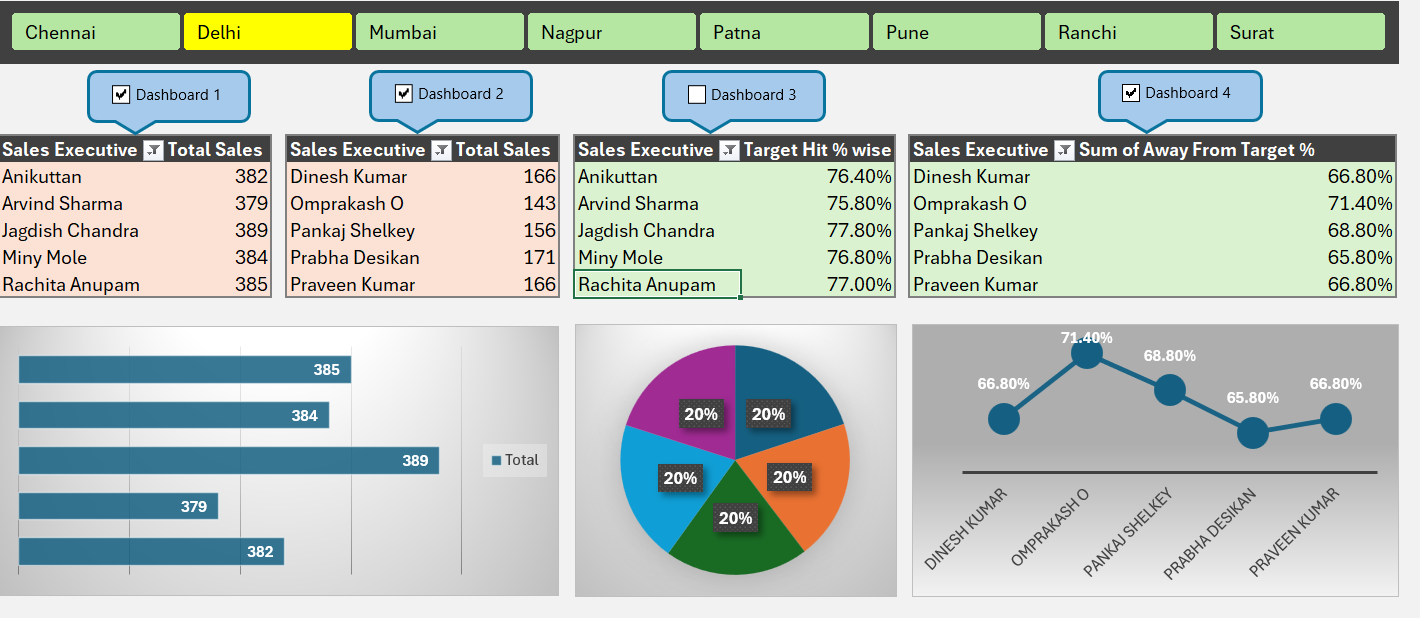 Chennai Delhi Mumbai Nagpur Patna Pune Ranchi Surat
Dashboard 1 Dashboard 2 Dashboard 3 Dashboard 4
Sales Executive Total Sales
Anikuttan 382
Arvind Sharma 379
Jagdish Chandra 389
Miny Mole 384
Rachita Anupam 385
Sales Executive Total Sales
Dinesh Kumar 166
Omprakash O 143
Pankaj Shelkey 156
Prabha Desikan 171
Praveen Kumar 166
Sales Executive Target Hit % wise
Anikuttan 76.40%
Arvind Sharma 75.80%
Jagdish Chandra 77.80%
Miny Mole 76.80%
Rachita Anupam 77.00%
Sales Executive Sum of Away From Target %
Dinesh Kumar 66.80%
Omprakash O 71.40%
Pankaj Shelkey 68.80%
Prabha Desikan 65.80%
Praveen Kumar 66.80%
385
384
389
379
382
Total
20% 20%
20% 20%
20%
66.80%
71.40%
68.80%
65.80%
66.80%
DINESH KUMAR
OMPRAKASH O
PANKAJ SHELKEY
PRABHA DESIKAN
PRAVEEN KUMAR